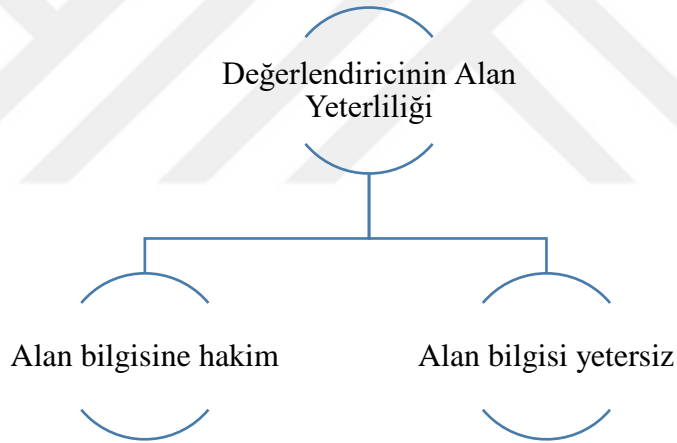 Değerlendiricinin Alan
Yeterliliği
Alan bilgisine hakim
Alan bilgisi yetersiz